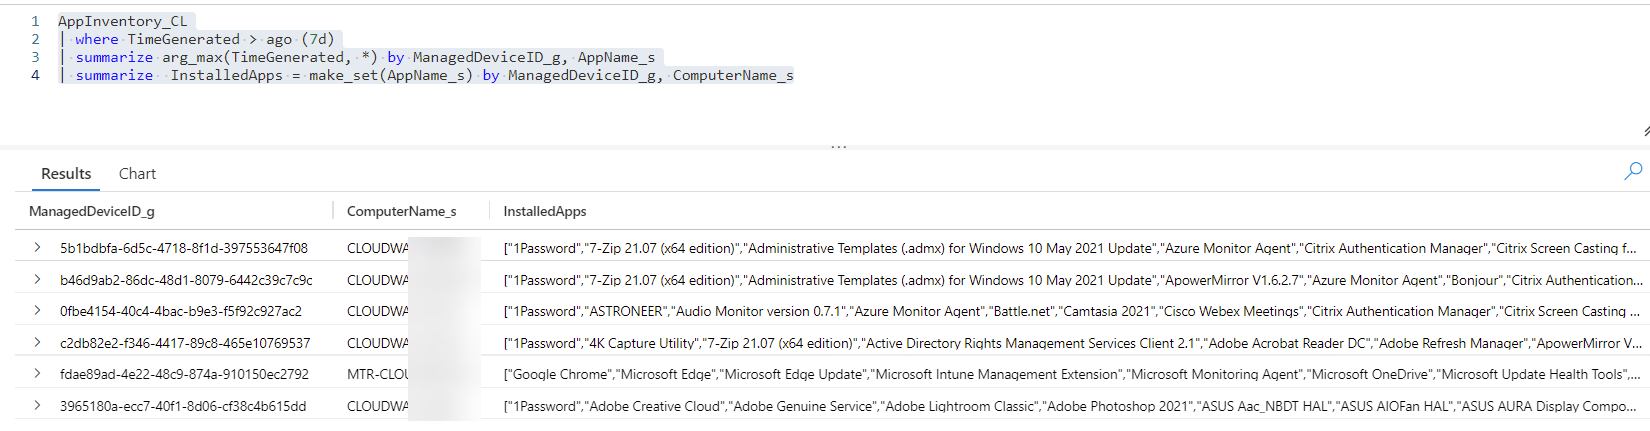 1 AppInventory_CL
2 | where TimeGenerated > ago (7d)
3 | summarize arg_max(TimeGenerated, *) by ManagedDeviceID_g, AppName_s
4 | summarize InstalledApps = make_set(AppName_s) by ManagedDeviceID_g, ComputerName_s
...
Results Chart
ManagedDeviceID_g ComputerName_s InstalledApps
5b1bdbfa-6d5c-4718-8f1d-397553647f08 CLOUDWA ["1Password","7-Zip 21.07 (x64 edition)","Administrative Templates (.admx) for Windows 10 May 2021 Update","Azure Monitor Agent","Citrix Authentication Manager","Citrix Screen Casting f...
b46d9ab2-86dc-48d1-8079-6442c39c7c9c CLOUDWA ["1Password","7-Zip 21.07 (x64 edition)","Administrative Templates (.admx) for Windows 10 May 2021 Update","ApowerMirror V1.6.2.7","Azure Monitor Agent","Bonjour","Citrix Authentication...
0fbe4154-40c4-4bac-b9e3-f5f92c927ac2 CLOUDWA ["1Password","ASTRONEER","Audio Monitor version 0.7.1","Azure Monitor Agent","Battle.net","Camtasia 2021","Cisco Webex Meetings","Citrix Authentication Manager","Citrix Screen Casting ...
c2db82e2-f346-4417-89c8-465e10769537 CLOUDWA ["1Password","4K Capture Utility","7-Zip 21.07 (x64 edition)","Active Directory Rights Management Services Client 2.1","Adobe Acrobat Reader DC","Adobe Refresh Manager","ApowerMirror V...
fdae89ad-4e22-48c9-874a-910150ec2792 MTR-CLOU ["Google Chrome","Microsoft Edge","Microsoft Edge Update","Microsoft Intune Management Extension","Microsoft Monitoring Agent","Microsoft OneDrive","Microsoft Update Health Tools",...
3965180a-ecc7-40f1-8d06-cf38c4b615dd CLOUDWA ["1Password","Adobe Creative Cloud","Adobe Genuine Service","Adobe Lightroom Classic","Adobe Photoshop 2021","ASUS Aac_NBDT HAL","ASUS AIOFan HAL","ASUS AURA Display Compo...